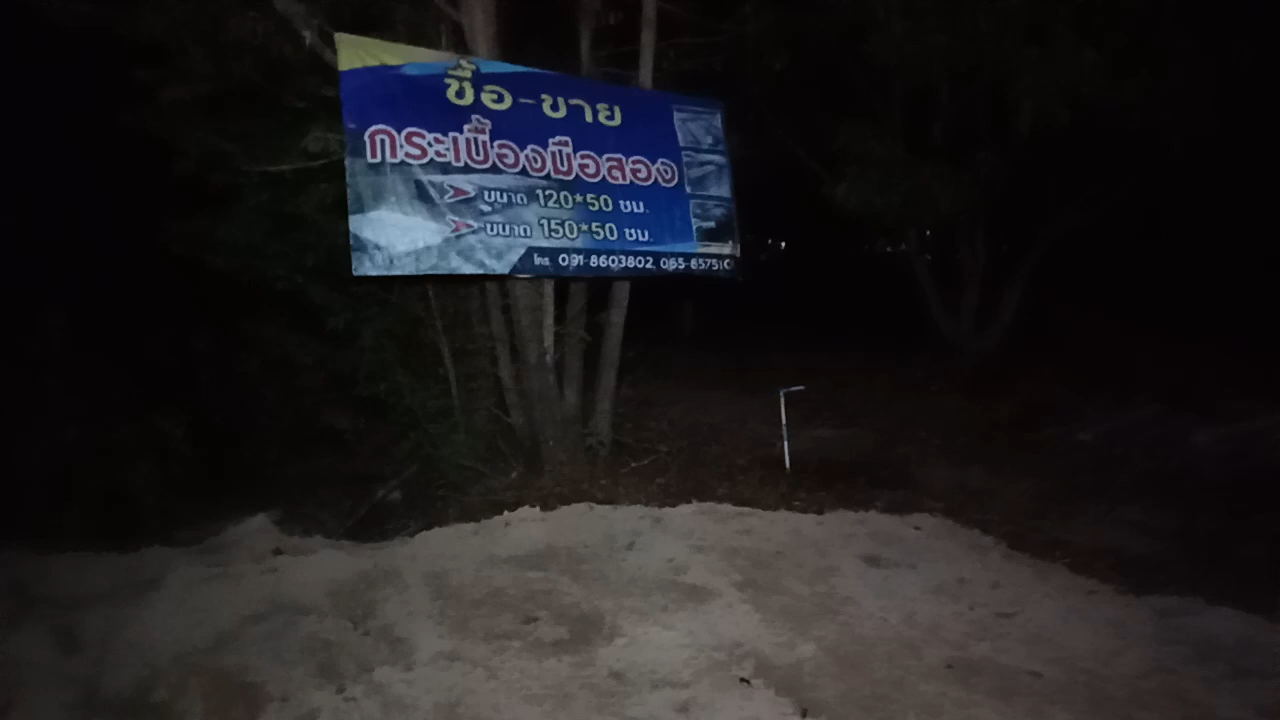 ซื้อ-ขาย
กระเบื้องมือสอง
ขนาด 120*50 ซม.
ขนาด 150*50 ซม.
โทร. 091-8603802, 065-65751